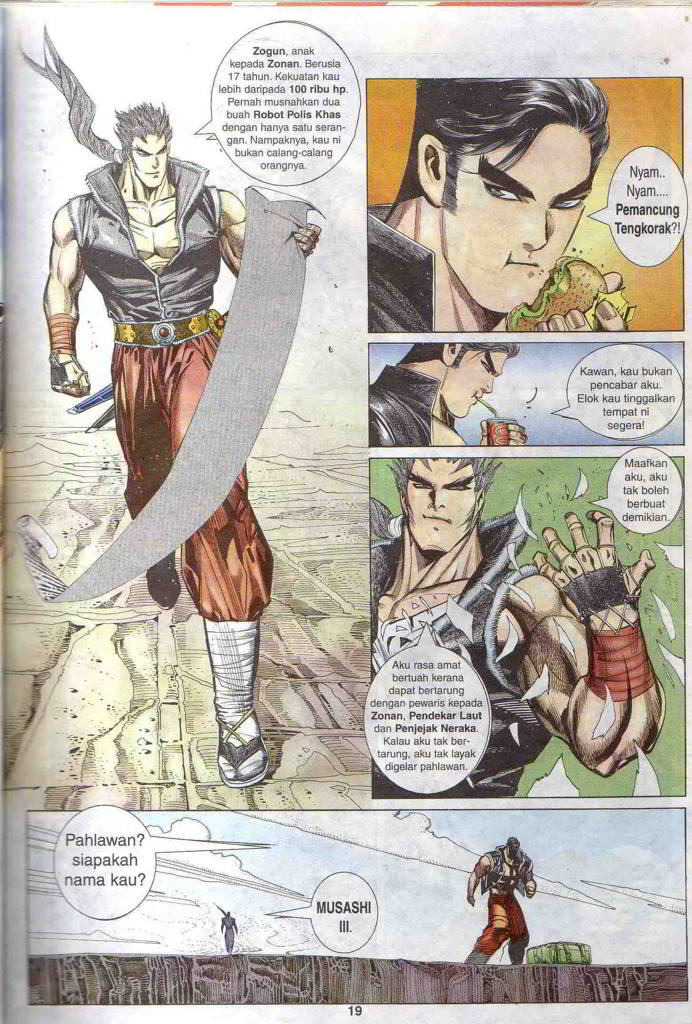 Zogun, anak
kepada Zonan. Berusia
17 tahun. Kekuatan kau
lebih daripada 100 ribu hp.
Pernah musnahkan dua
buah Robot Polis Khas
dengan hanya satu seran-
gan. Nampaknya, kau ni
bukan calang-calang
orangnya.
Nyam..
Nyam....
Pemancung
Tengkorak?!
Kawan, kau bukan
pencabar aku.
Elok kau tinggalkan
tempat ni
segera!
Maafkan
aku, aku
tak boleh
berbuat
demikian.
Aku rasa amat
bertuah kerana
dapat bertarung
dengan pewaris kepada
Zonan, Pendekar Laut
dan Penjejak Neraka.
Kalau aku tak ber-
tarung, aku tak layak
digelar pahlawan.
Pahlawan?
siapakah
nama kau?
MUSASHI
III.
19